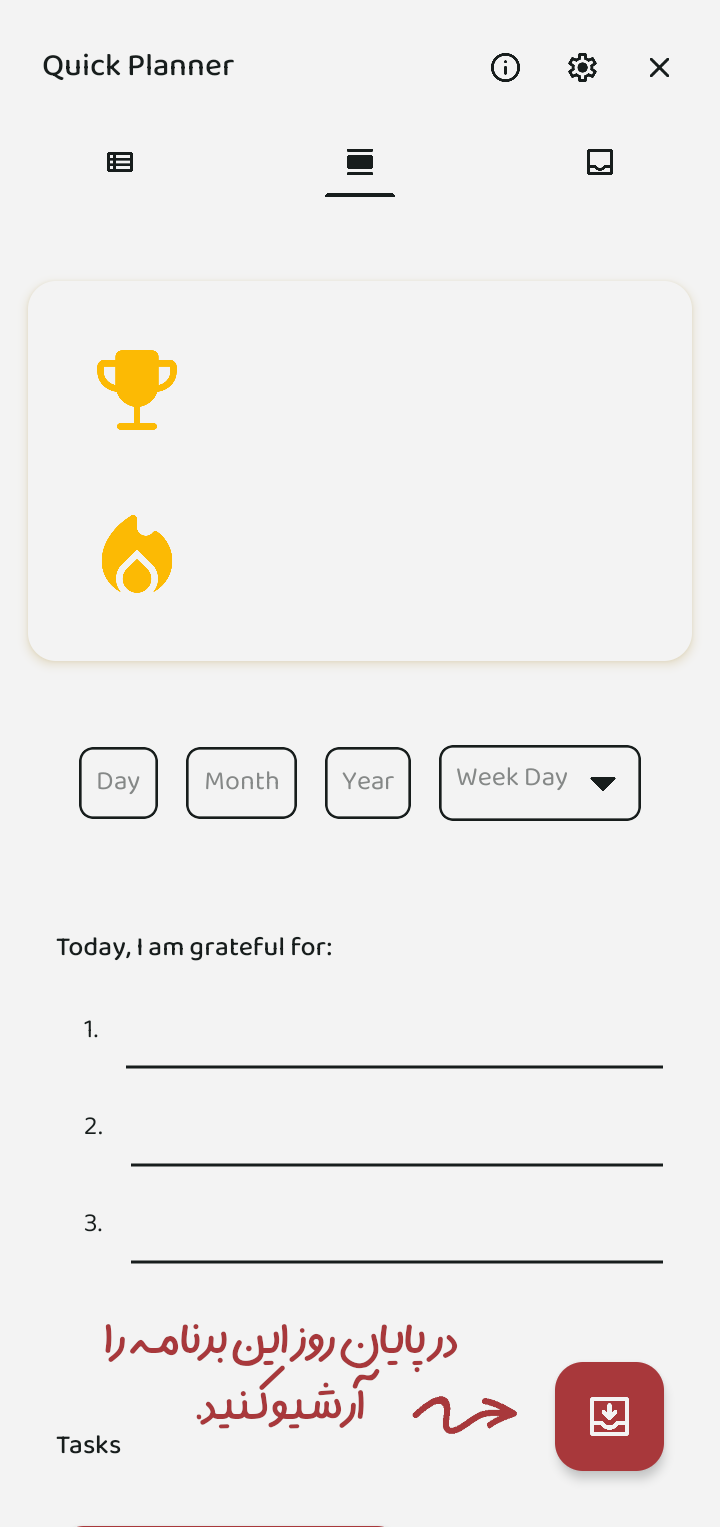 Quick Planner
Day Month Year Week Day
Today, I am grateful for:
1.
2.
3.
در پایان روز این برنامه را
آرشیو کنید.
Tasks